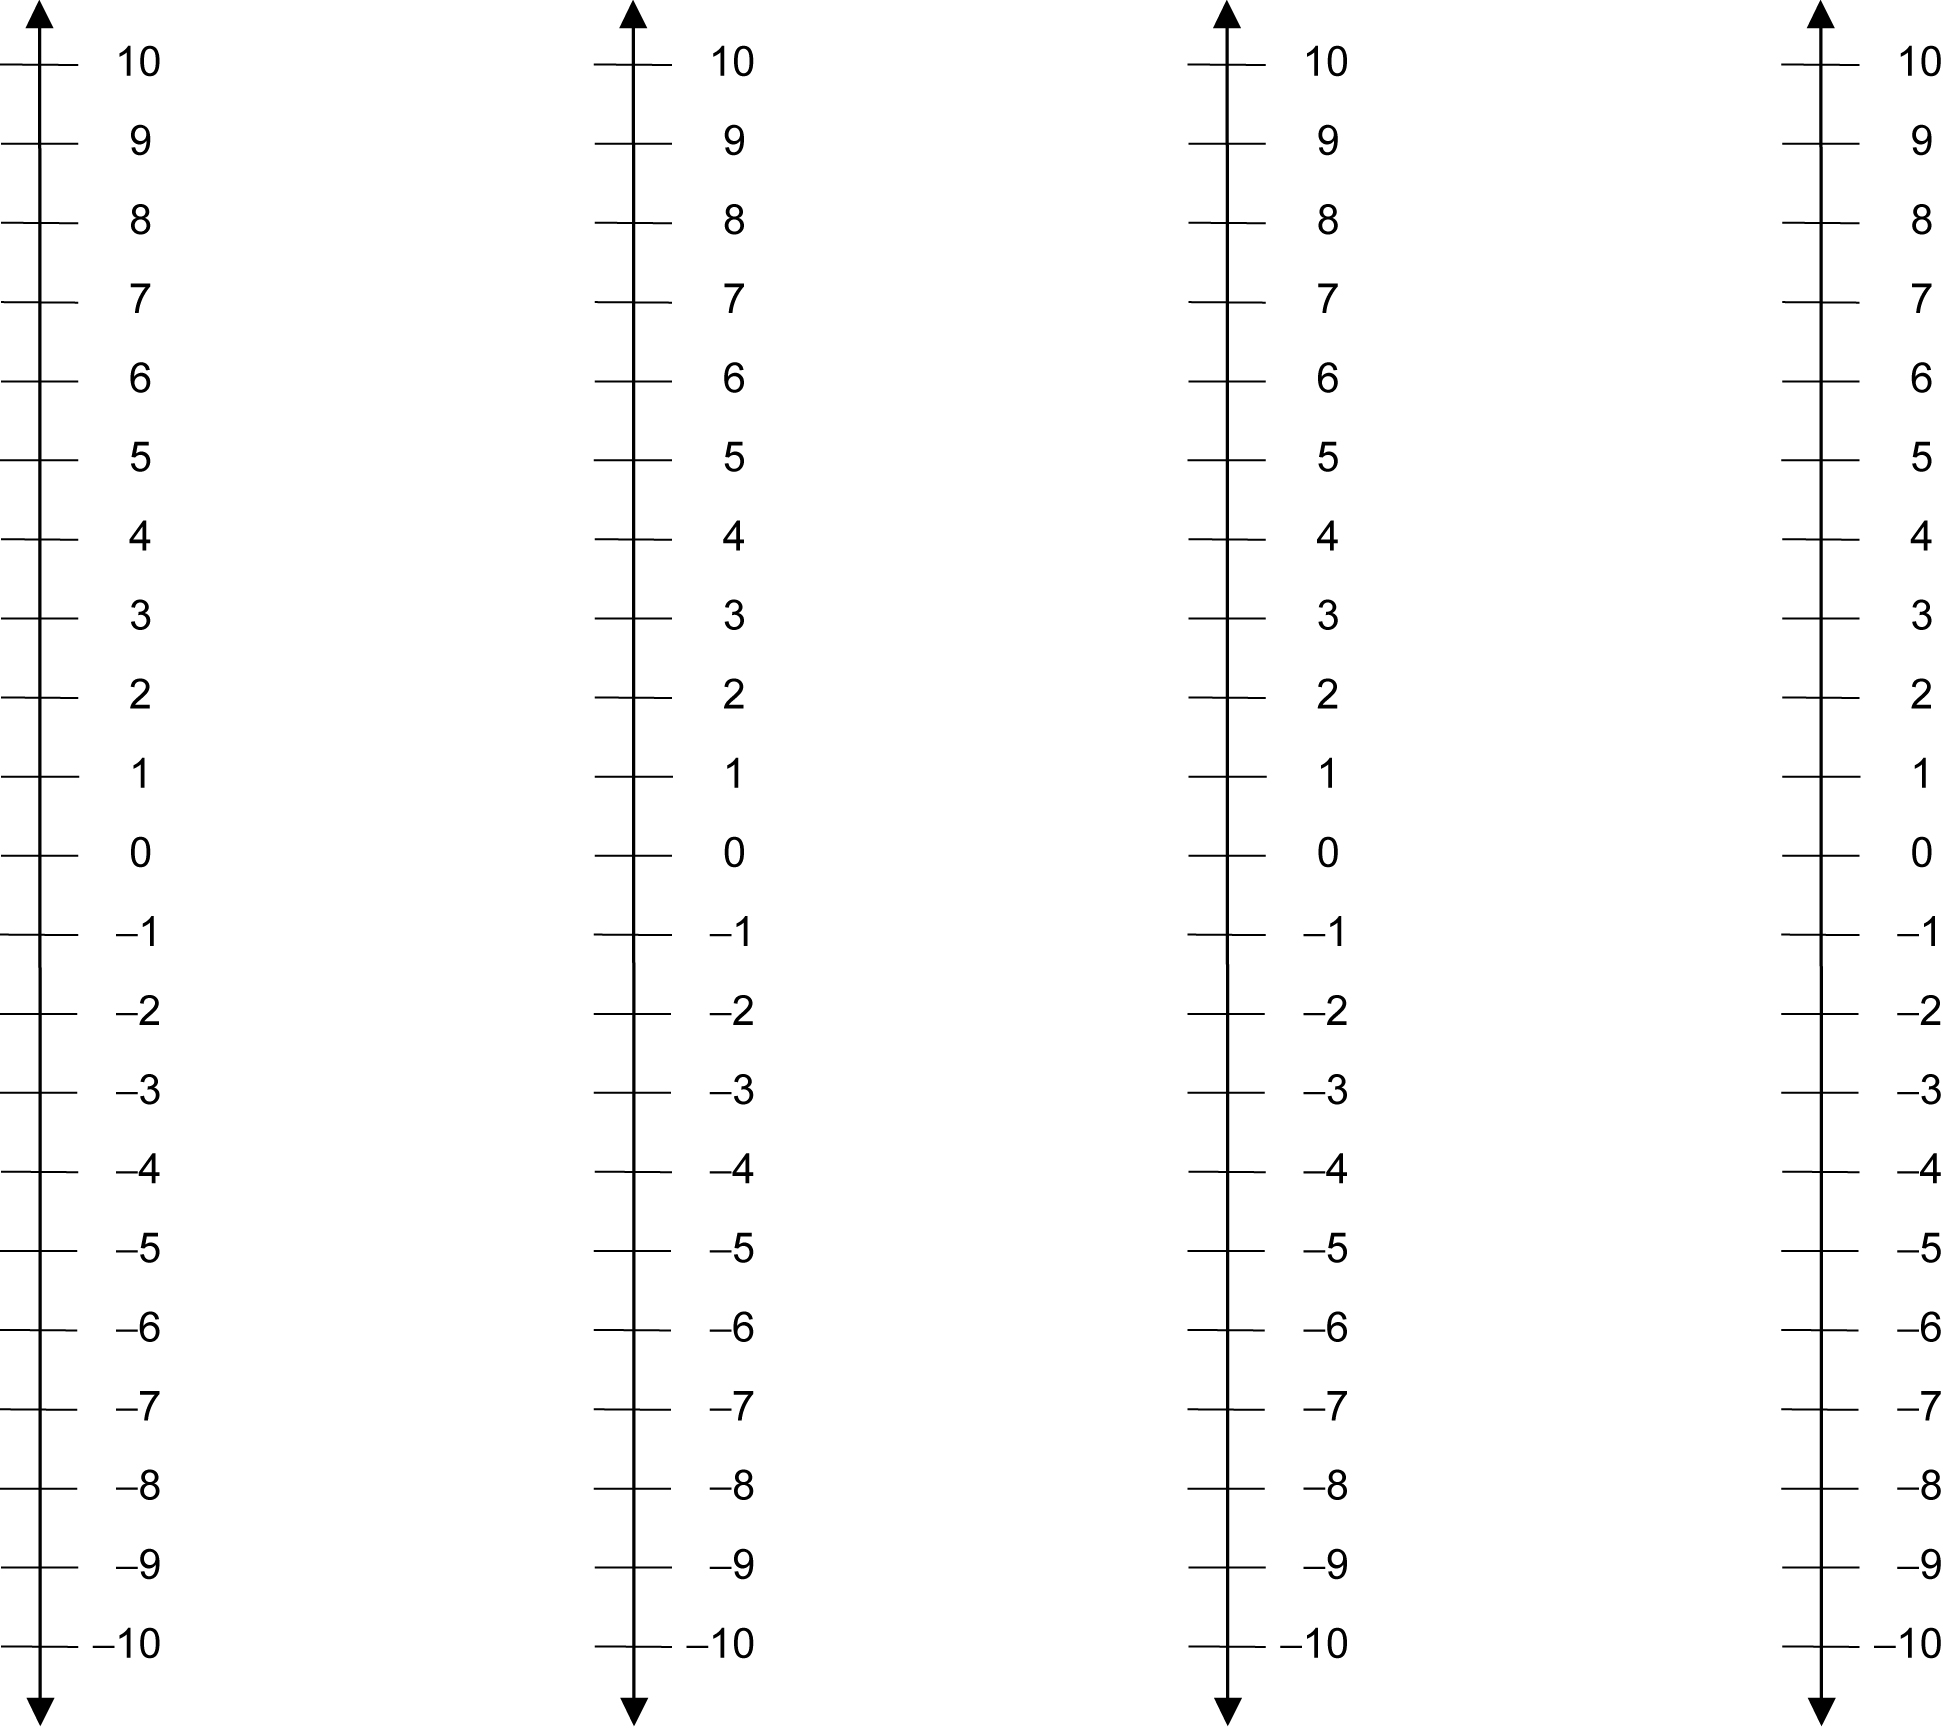 10 10 10 10
9 9 9 9
8 8 8 8
7 7 7 7
6 6 6 6
5 5 5 5
4 4 4 4
3 3 3 3
2 2 2 2
1 1 1 1
0 0 0 0
–1 –1 –1 –1
–2 –2 –2 –2
–3 –3 –3 –3
–4 –4 –4 –4
–5 –5 –5 –5
–6 –6 –6 –6
–7 –7 –7 –7
–8 –8 –8 –8
–9 –9 –9 –9
–10 –10 –10 –10